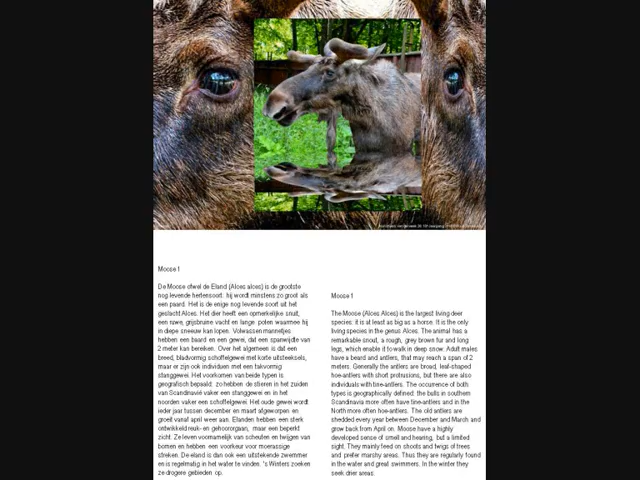 Moose 1
De Moose ofwel de Eland (Alces alces) is de grootste
nog levende hertensoort: hij wordt minstens zo groot als
een paard. Het is de enige nog levende soort uit het
geslacht Alces. Het dier heeft een opmerkelijke snuit,
een ruwe, grijsbruine vacht en lange poten waarmee hij
in diepe sneeuw kan lopen. Volwassen mannetjes
hebben een baard en een gewei, dat een spanwijdte van
2 meter kan bereiken. Over het algemeen is dat een
breed, bladvormig schoffelgewei met korte uitsteeksels,
maar er zijn ook individuen met een takvormig
stanggewei. Het voorkomen van beide typen is
geografisch bepaald: zo hebben de stieren in het zuiden
van Scandinavië vaker een stanggewei en in het
noorden vaker een schoffelgewei. Het oude gewei wordt
ieder jaar tussen december en maart afgeworpen en
groeit vanaf april weer aan. Elanden hebben een sterk
ontwikkeld reuk- en gehoororgaan, maar een beperkt
zicht. Ze leven voornamelijk van scheuten en twijgen van
bomen en hebben een voorkeur voor moerassige
streken. De eland is dan ook een uitstekende zwemmer
en is regelmatig in het water te vinden. 's Winters zoeken
ze drogere gebieden op.
Moose 1
The Moose (Alces Alces) is the largest living deer
species: it is at least as big as a horse. It is the only
living species in the genus Alces. The animal has a
remarkable snout, a rough, grey brown fur and long
legs, which enable it to walk in deep snow. Adult males
have a beard and antlers, that may reach a span of 2
meters. Generally the antlers are broad, leaf-shaped
hoe-antlers with short protrusions, but there are also
individuals with tine-antlers. The occurrence of both
types is geographically defined: the bulls in southern
Scandinavia more often have tine-antlers and in the
North more often hoe-antlers. The old antlers are
shedded every year between December and March and
grow back from April on. Moose have a highly
developed sense of smell and hearing, but a limited
sight. They mainly feed on shoots and twigs of trees
and prefer marshy areas. Thus they are regularly found
in the water and great swimmers. In the winter they
seek drier areas.